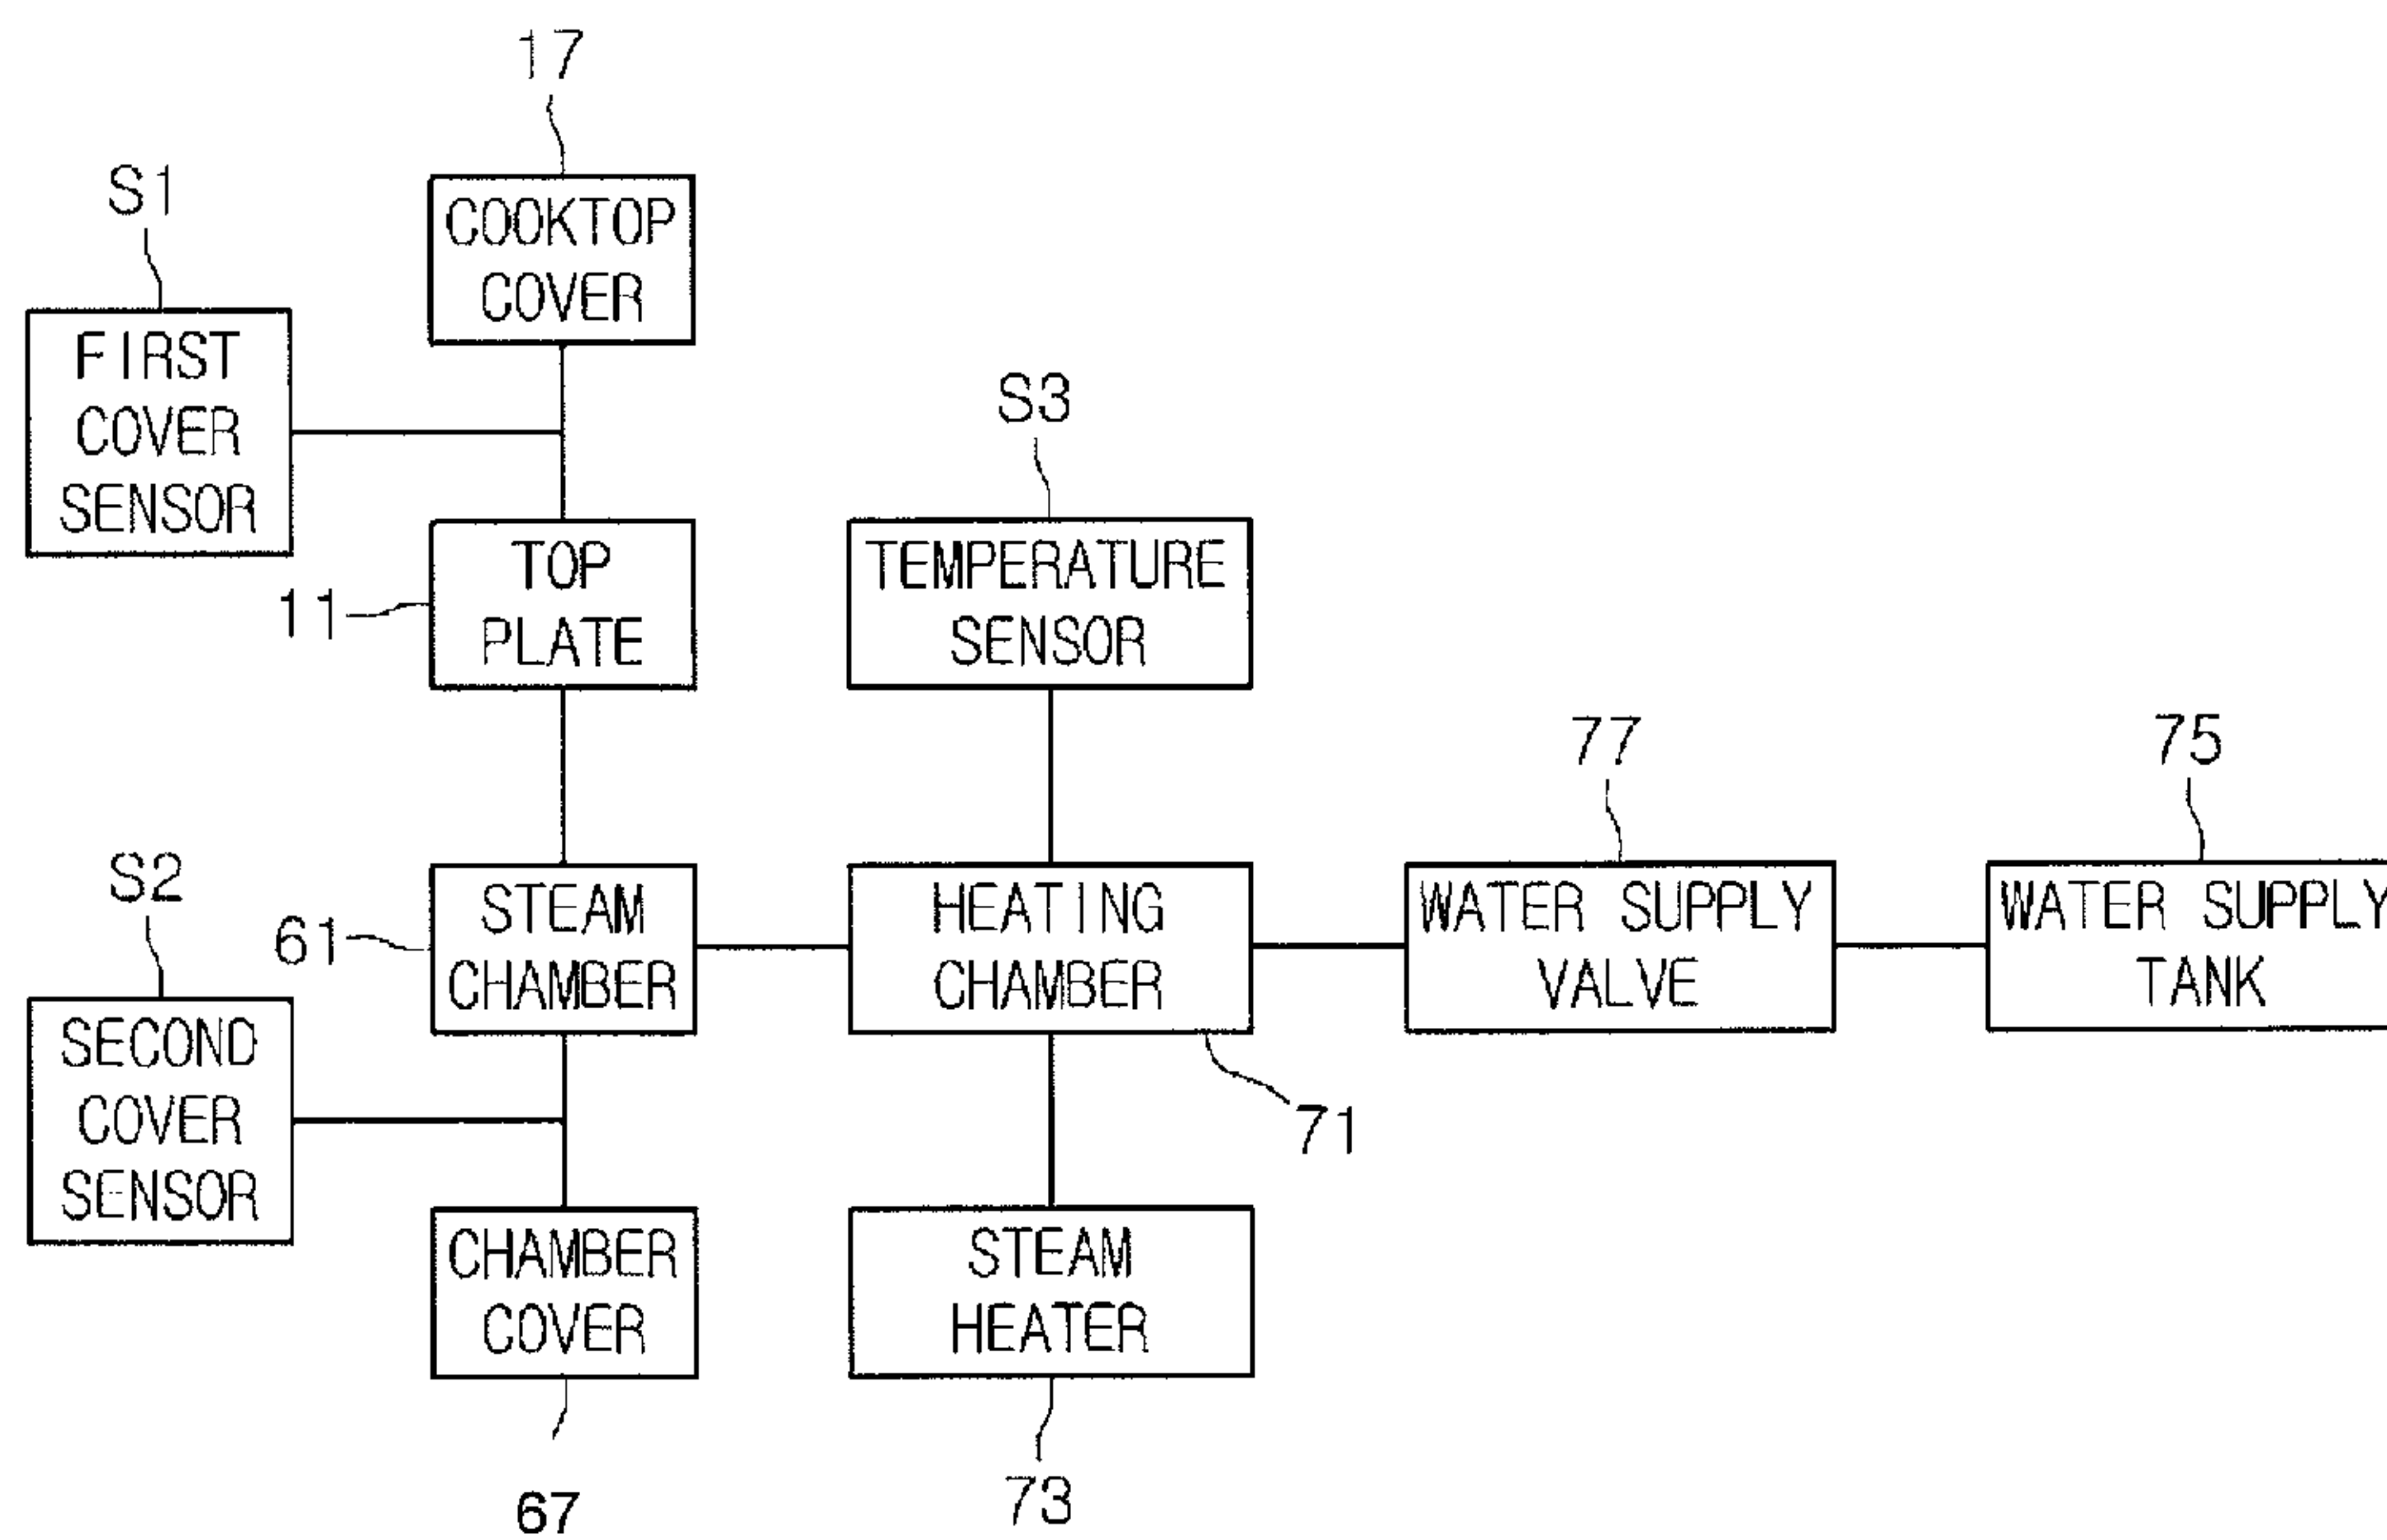 17
COOKTOP
COVER
S1
FIRST
COVER
SENSOR
TOP
PLATE
11
S3
TEMPERATURE
SENSOR
S2
SECOND
COVER
SENSOR
61
STEAM
CHAMBER
HEATING
CHAMBER
71
77
WATER SUPPLY
VALVE
75
WATER SUPPLY
TANK
CHAMBER
COVER
67
STEAM
HEATER
73